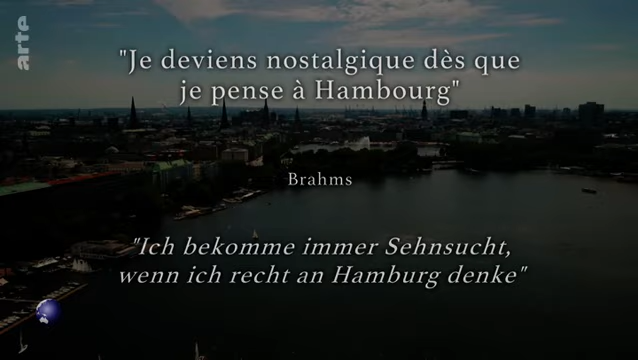 arte
"Je deviens nostalgique dès que
je pense à Hambourg"
Brahms
"Ich bekomme immer Sehnsucht,
wenn ich recht an Hamburg denke"